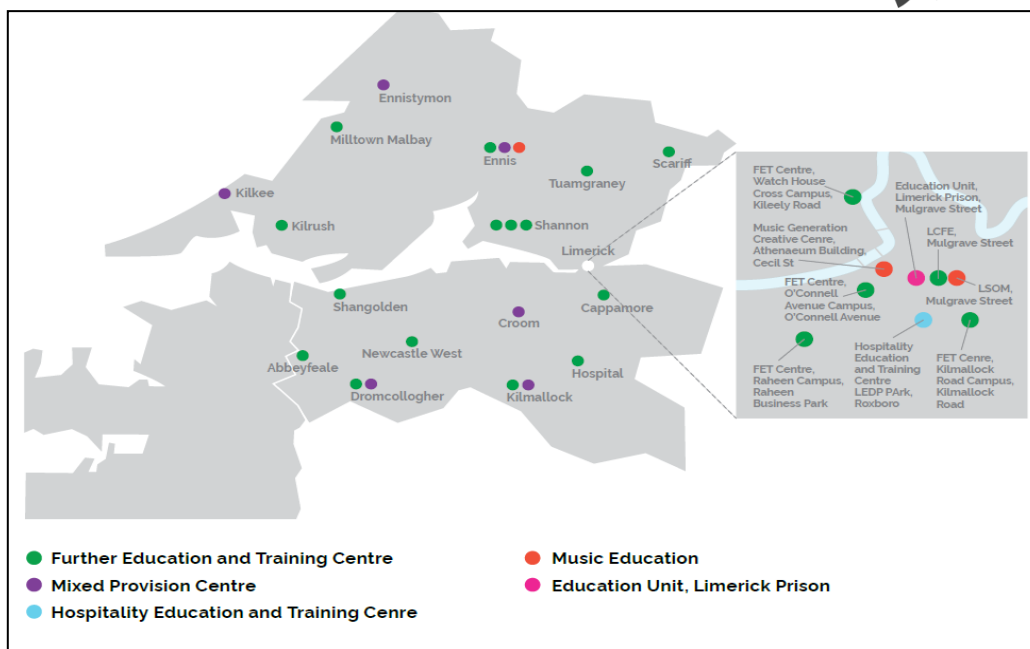 Ennistymon
Milltown Malbay
Ennis
Scariff
Tuamgraney
Kilkee
Kilrush
Shannon
Limerick
Shangolden
Cappamore
Croom
Newcastle West
Abbeyfeale
Hospital
Dromcollogher
Kilmallock
FET Centre,
Watch House
Cross Campus,
Kileely Road
Education Unit,
Limerick Prison,
Mulgrave Street
Music Generation
Creative Cenre,
Athenaeum Building,
Cecil St
LCFE,
Mulgrave Street
FET Centre,
O'Connell
Avenue Campus,
O'Connell Avenue
LSOM,
Mulgrave Street
FET Centre,
Raheen Campus,
Raheen
Business Park
Hospitality
Education
and Training
Centre
LEDP PArk,
Roxboro
FET Cenre,
Kilmallock
Road Campus,
Kilmallock
Road
Further Education and Training Centre
Mixed Provision Centre
Hospitality Education and Training Cenre
Music Education
Education Unit, Limerick Prison